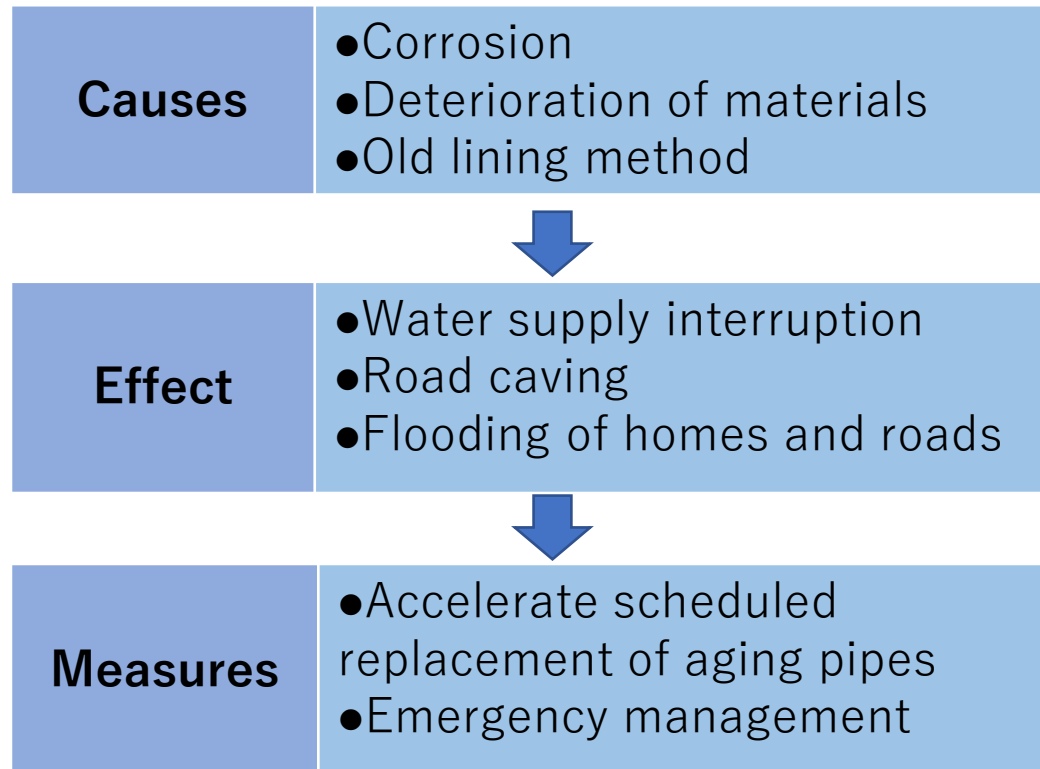 Causes
●Corrosion
●Deterioration of materials
●Old lining method
Effect
●Water supply interruption
●Road caving
●Flooding of homes and roads
Measures
●Accelerate scheduled
replacement of aging pipes
●Emergency management